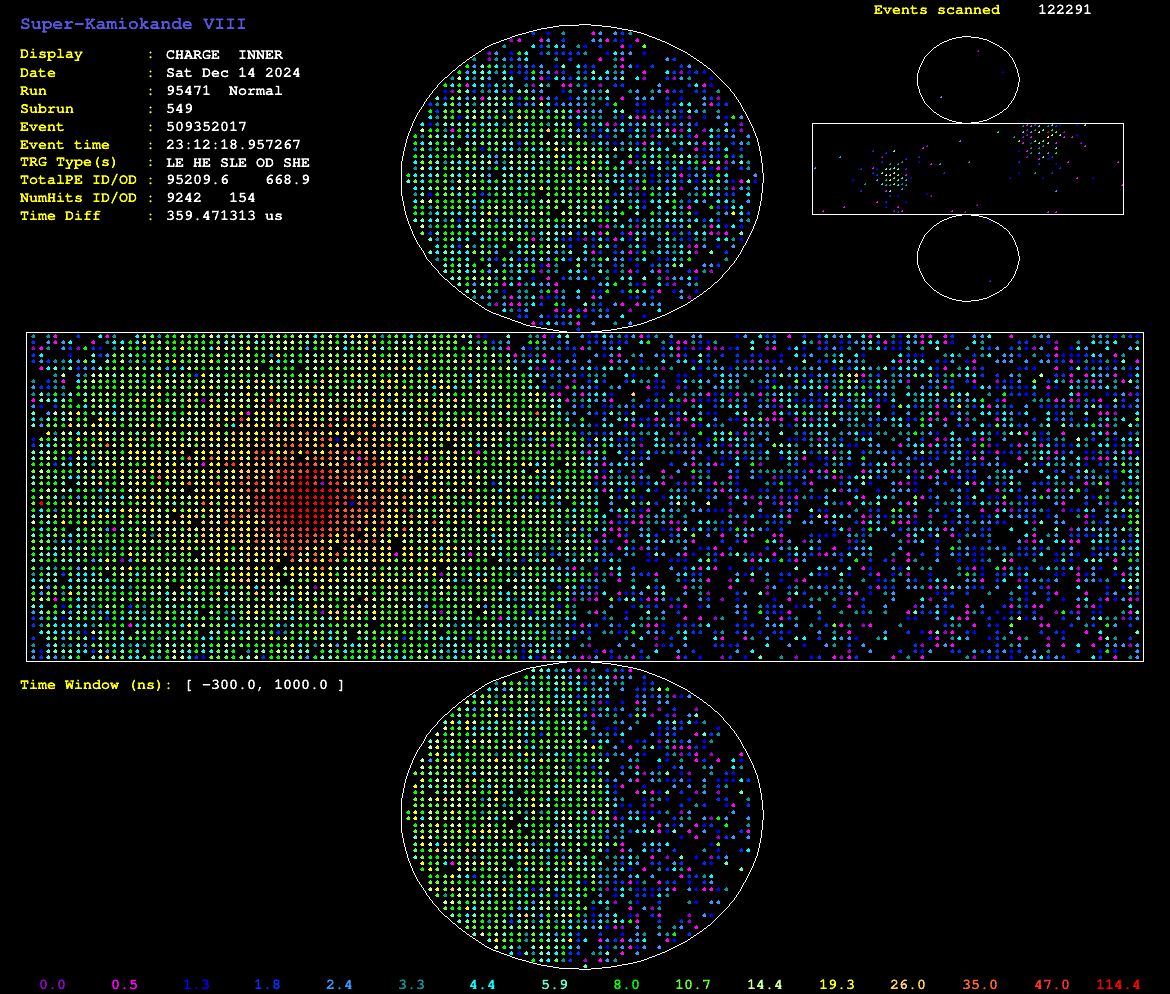 Super-Kamiokande VIII
Events scanned 122291
Display : CHARGE INNER
Date : Sat Dec 14 2024
Run : 95471 Normal
Subrun : 549
Event : 509352017
Event time : 23:12:18.957267
TRG Type(s) : LE HE SLE OD SHE
TotalPE ID/OD : 95209.6 668.9
NumHits ID/OD : 9242 154
Time Diff : 359.471313 us
Time Window (ns): [ −300.0, 1000.0 ]
0.0 0.5 1.3 1.8 2.4 3.3 4.4 5.9 8.0 10.7 14.4 19.3 26.0 35.0 47.0 114.4